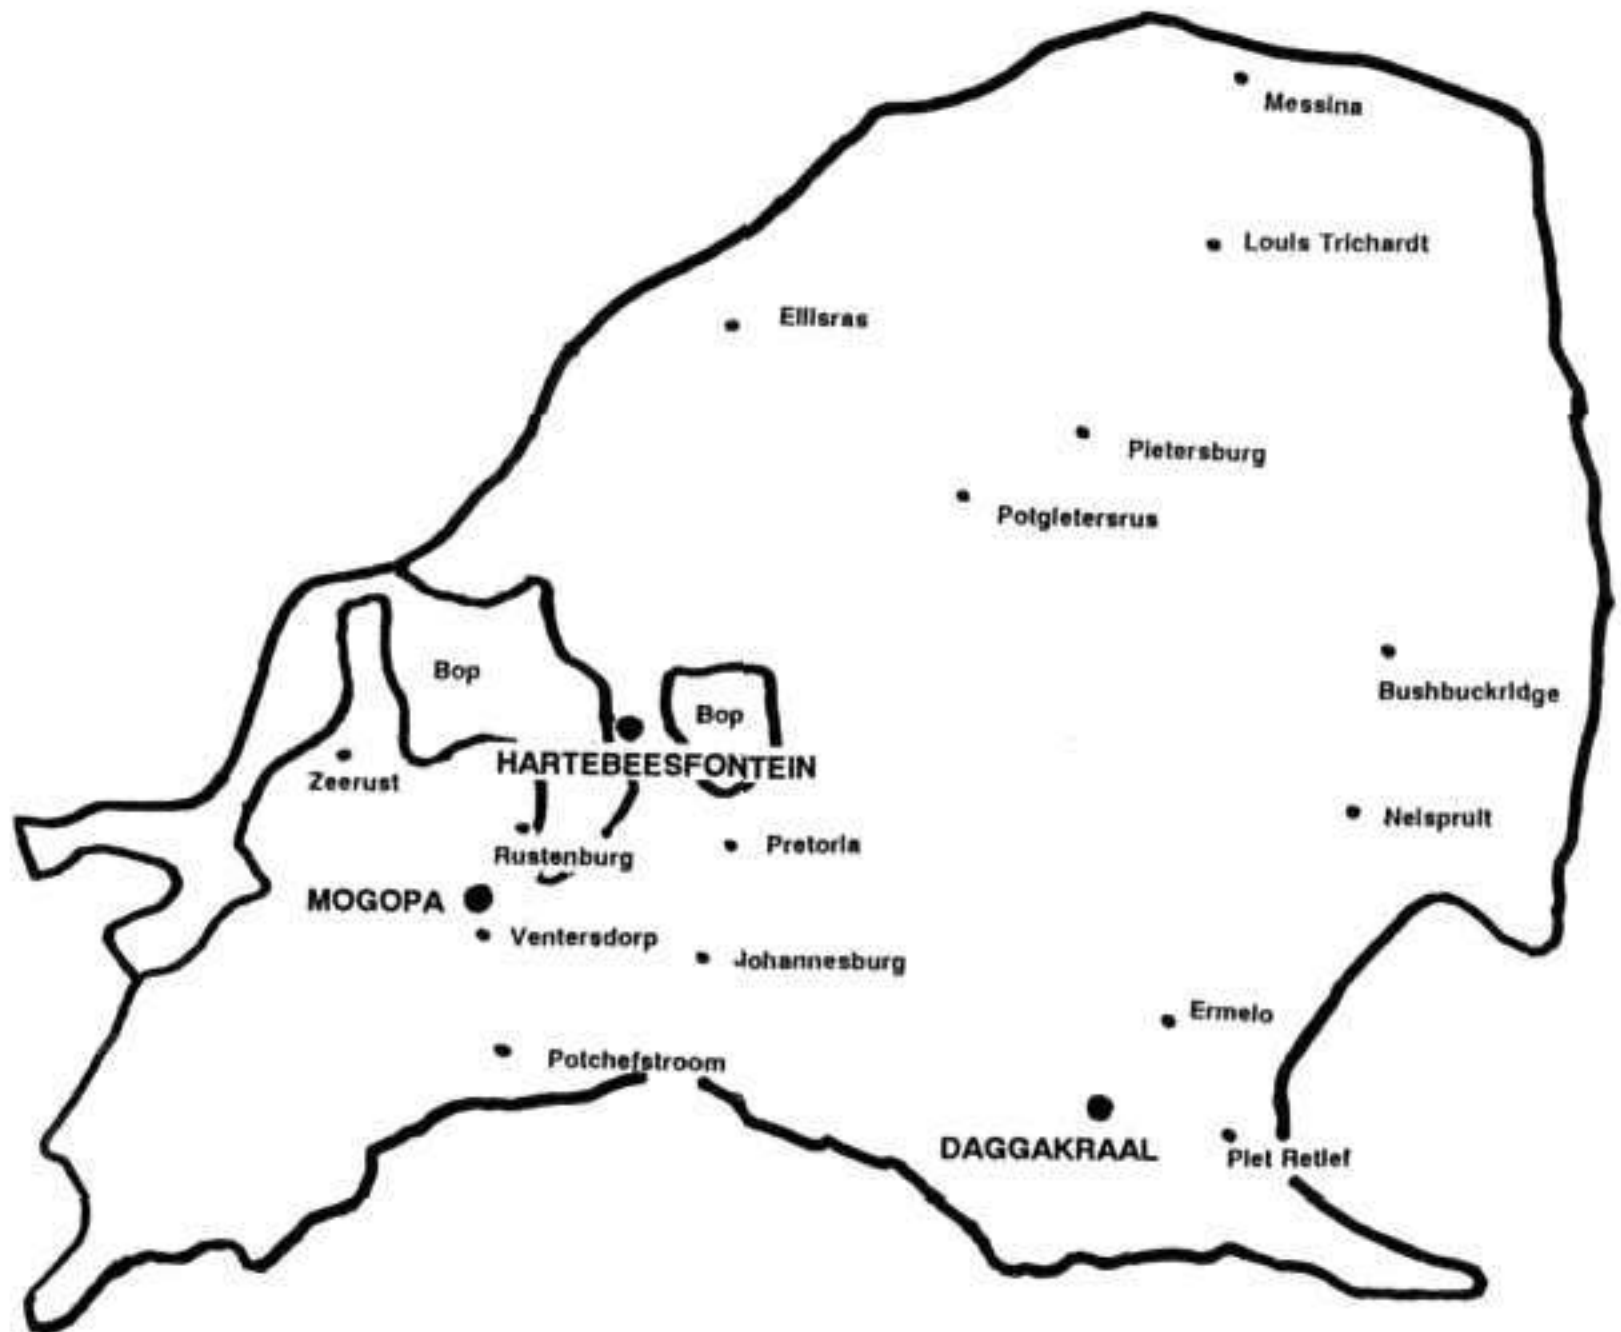 Messina
Louis Trichardt
Ellisras
Pietersburg
Potgietersrus
Bop
Bushbuckridge
Bop
HARTEBEESFONTEIN
Zeerust
Nelspruit
Pretoria
Rustenburg
MOGOPA
Ventersdorp
Johannesburg
Ermelo
Potchefstroom
DAGGAKRAAL
Piet Retief